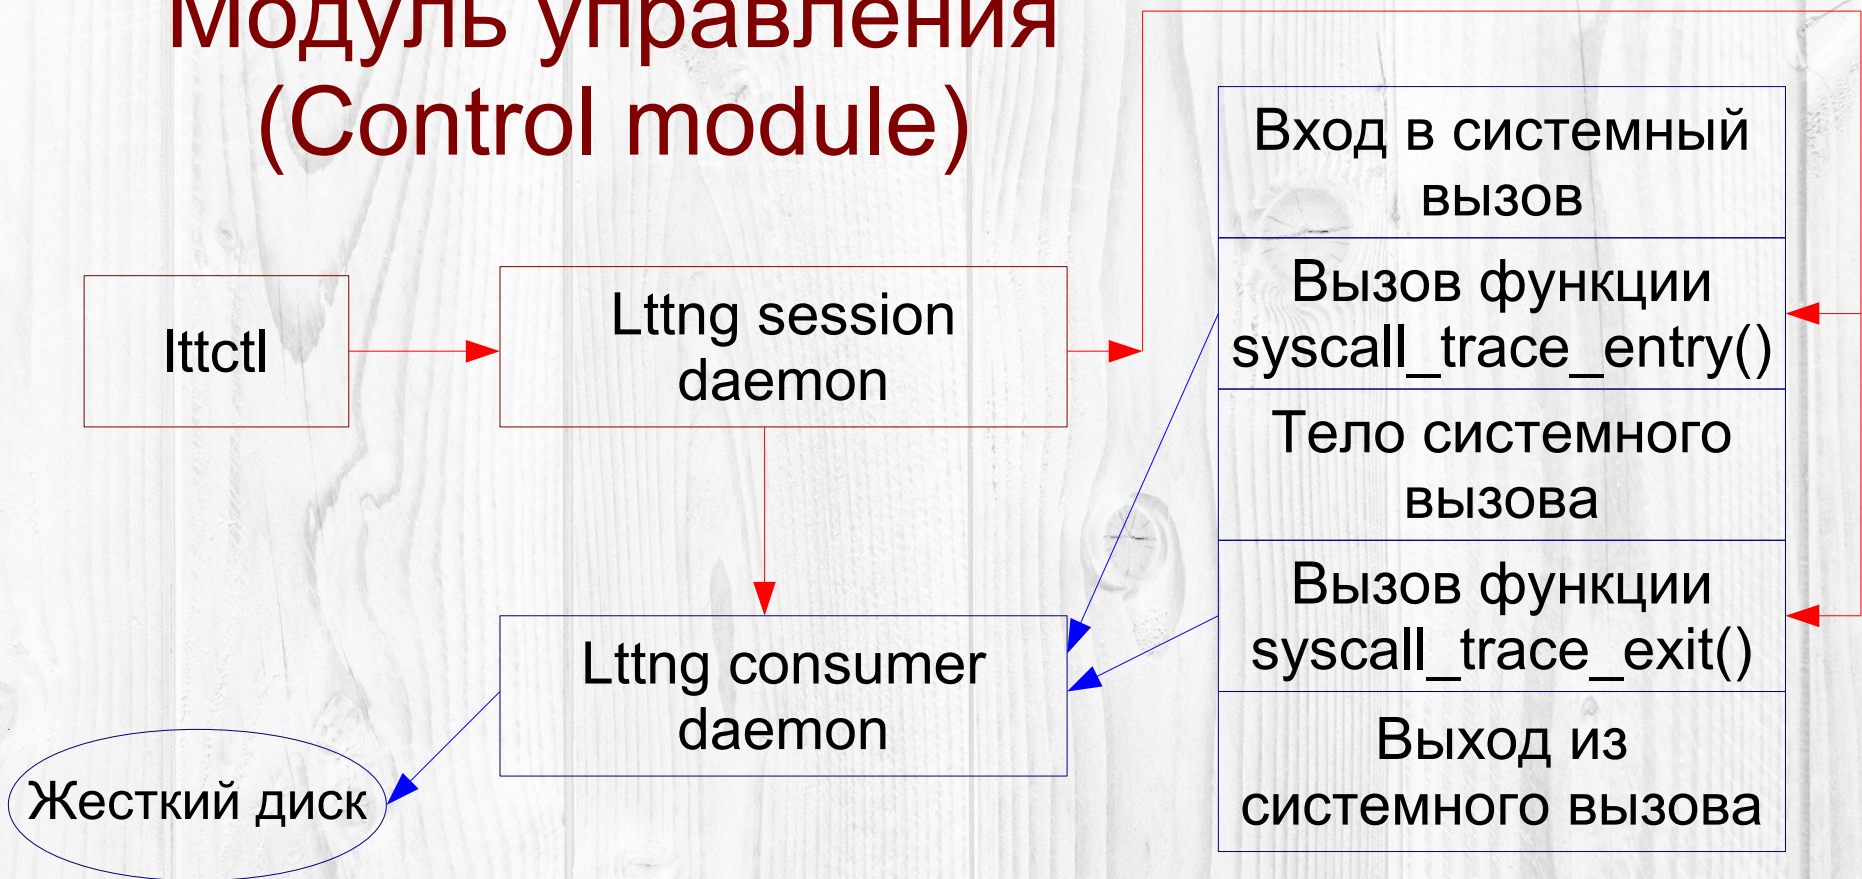 Модуль управления
(Control module)
Вход в системный
вызов
Вызов функции
syscall_trace_entry()
Тело системного
вызова
Вызов функции
syscall_trace_exit()
Выход из
системного вызова
lttctl
Lttng session
daemon
Lttng consumer
daemon
Жесткий диск